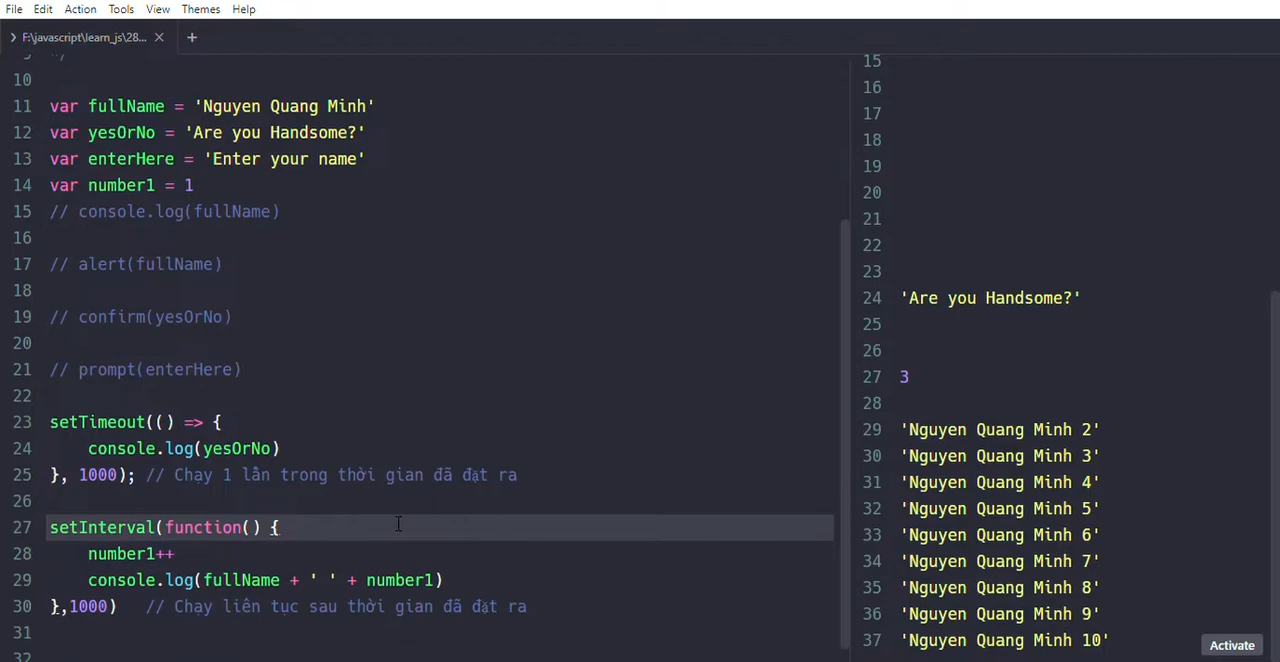 File Edit Action Tools View Themes Help
F:\javascript\learn_js\28... × +
9 */
10
11 var fullName = 'Nguyen Quang Minh'
12 var yesOrNo = 'Are you Handsome?'
13 var enterHere = 'Enter your name'
14 var number1 = 1
15 // console.log(fullName)
16
17 // alert(fullName)
18
19 // confirm(yesOrNo)
20
21 // prompt(enterHere)
22
23 setTimeout(() => {
24 console.log(yesOrNo)
25 }, 1000); // Chạy 1 lần trong thời gian đã đặt ra
26
27 setInterval(function() {
28 number1++
29 console.log(fullName + ' ' + number1)
30 },1000) // Chạy liên tục sau thời gian đã đặt ra
31
32
15
16
17
18
19
20
21
22
23
24 'Are you Handsome?'
25
26
27 3
28
29 'Nguyen Quang Minh 2'
30 'Nguyen Quang Minh 3'
31 'Nguyen Quang Minh 4'
32 'Nguyen Quang Minh 5'
33 'Nguyen Quang Minh 6'
34 'Nguyen Quang Minh 7'
35 'Nguyen Quang Minh 8'
36 'Nguyen Quang Minh 9'
37 'Nguyen Quang Minh 10'
Activate